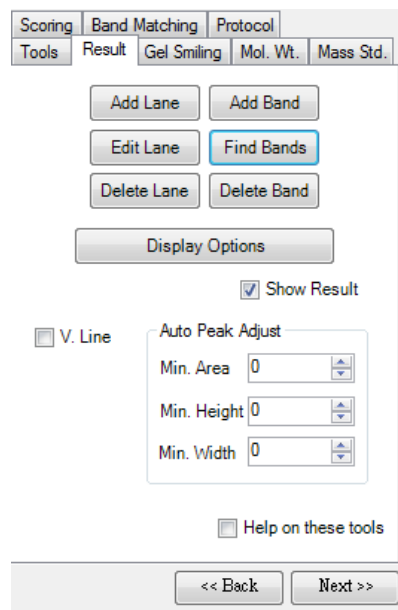 Scoring Band Matching Protocol
Tools Result Gel Smiling Mol. Wt. Mass Std.
Add Lane Add Band
Edit Lane Find Bands
Delete Lane Delete Band
Display Options
Show Result
V. Line Auto Peak Adjust
Min. Area 0
Min. Height 0
Min. Width 0
Help on these tools
<< Back Next >>